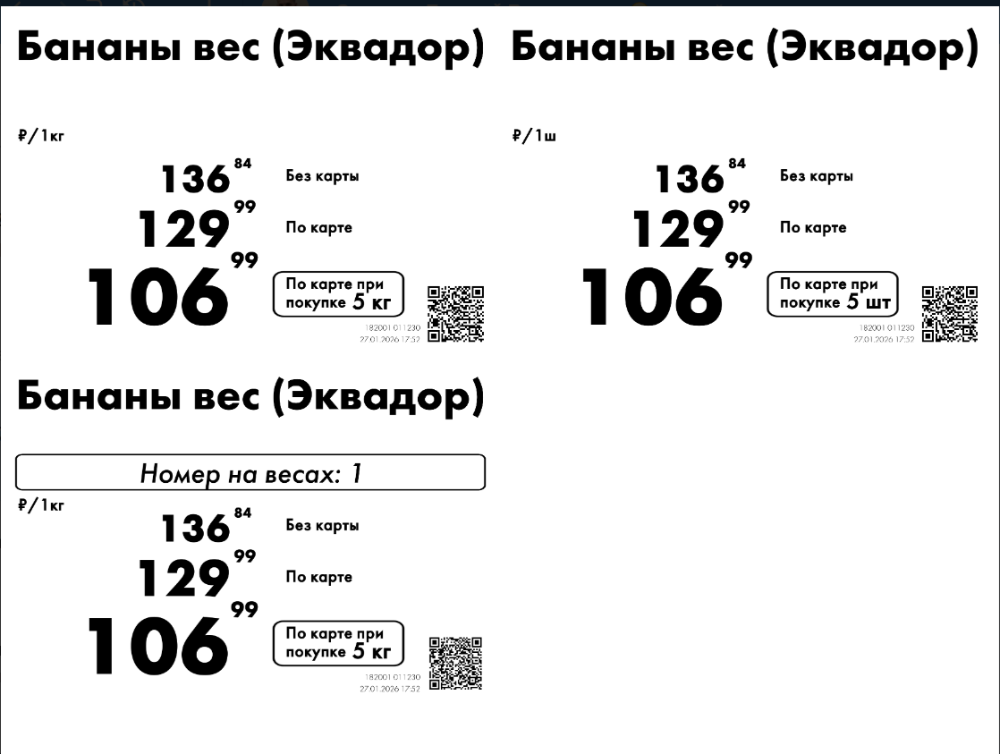 Бананы вес (Эквадор)
₽/1кг
136 84 Без карты
129 99 По карте
106 99 По карте при
покупке 5 кг
182001 011230
27.01.2026 17:52
Бананы вес (Эквадор)
₽/1ш
136 84 Без карты
129 99 По карте
106 99 По карте при
покупке 5 шт
182001 011230
27.01.2026 17:52
Бананы вес (Эквадор)
Номер на весах: 1
₽/1кг
136 84 Без карты
129 99 По карте
106 99 По карте при
покупке 5 кг
182001 011230
27.01.2026 17:52